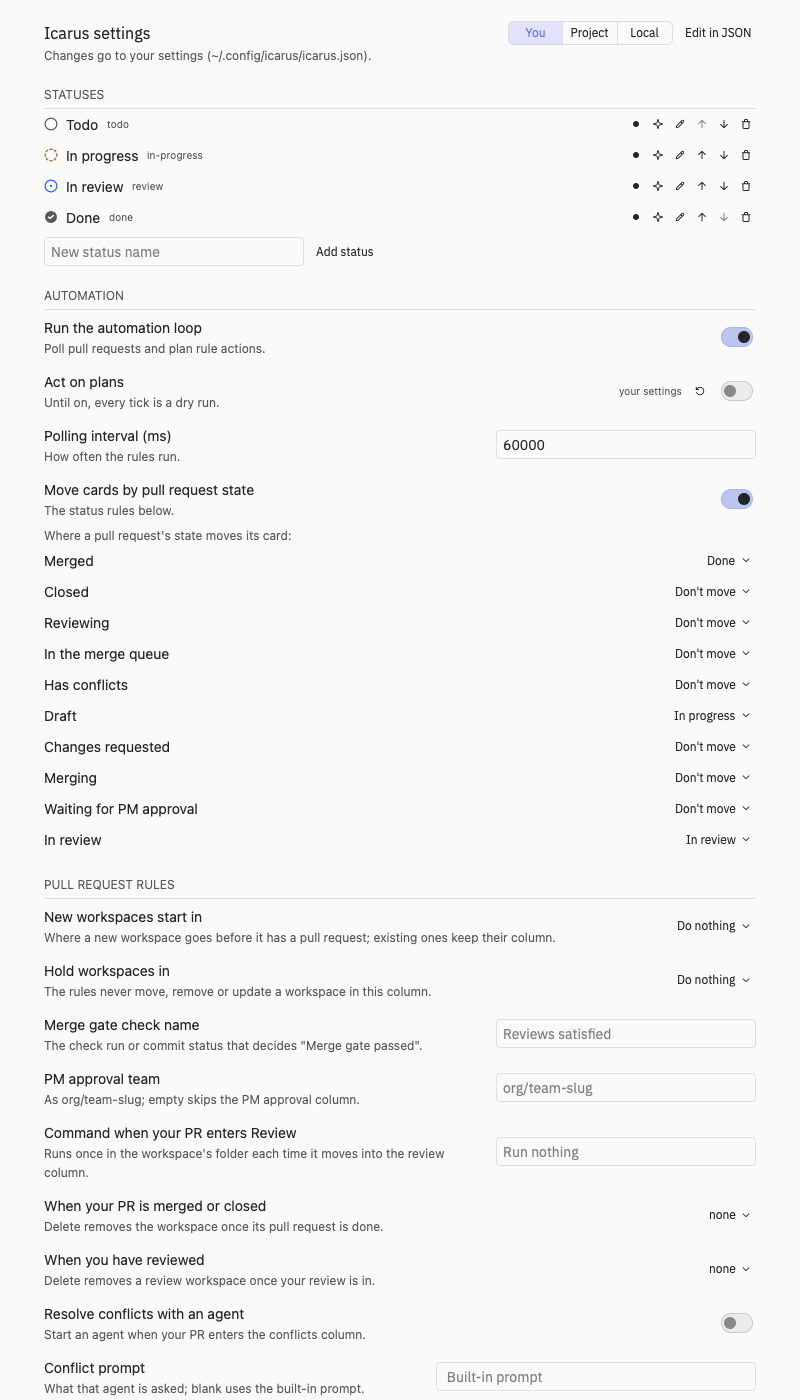 Icarus settings
You Project Local Edit in JSON
Changes go to your settings (~/.config/icarus/icarus.json).
STATUSES
Todo todo
In progress in-progress
In review review
Done done
New status name Add status
AUTOMATION
Run the automation loop
Poll pull requests and plan rule actions.
Act on plans
Until on, every tick is a dry run.
your settings
Polling interval (ms)
How often the rules run.
60000
Move cards by pull request state
The status rules below.
Where a pull request's state moves its card:
Merged Done
Closed Don't move
Reviewing Don't move
In the merge queue Don't move
Has conflicts Don't move
Draft In progress
Changes requested Don't move
Merging Don't move
Waiting for PM approval Don't move
In review In review
PULL REQUEST RULES
New workspaces start in
Where a new workspace goes before it has a pull request; existing ones keep their column.
Do nothing
Hold workspaces in
The rules never move, remove or update a workspace in this column.
Do nothing
Merge gate check name
The check run or commit status that decides "Merge gate passed".
Reviews satisfied
PM approval team
As org/team-slug; empty skips the PM approval column.
org/team-slug
Command when your PR enters Review
Runs once in the workspace's folder each time it moves into the review
column.
Run nothing
When your PR is merged or closed
Delete removes the workspace once its pull request is done.
none
When you have reviewed
Delete removes a review workspace once your review is in.
none
Resolve conflicts with an agent
Start an agent when your PR enters the conflicts column.
Conflict prompt
What that agent is asked; blank uses the built-in prompt.
Built-in prompt